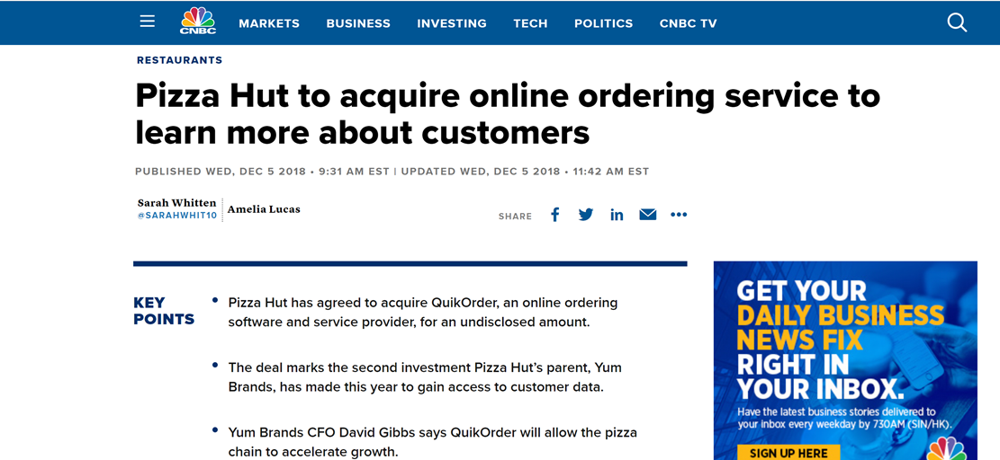 CNBC
MARKETS BUSINESS INVESTING TECH POLITICS CNBC TV
RESTAURANTS
Pizza Hut to acquire online ordering service to
learn more about customers
PUBLISHED WED, DEC 5 2018 • 9:31 AM EST | UPDATED WED, DEC 5 2018 • 11:42 AM EST
Sarah Whitten
@SARAHWHIT10
Amelia Lucas
SHARE
KEY
POINTS
• Pizza Hut has agreed to acquire QuikOrder, an online ordering
software and service provider, for an undisclosed amount.
• The deal marks the second investment Pizza Hut’s parent, Yum
Brands, has made this year to gain access to customer data.
• Yum Brands CFO David Gibbs says QuikOrder will allow the pizza
chain to accelerate growth.
GET YOUR
DAILY BUSINESS
NEWS FIX
RIGHT IN
YOUR INBOX.
Have the latest business stories delivered to
your inbox every weekday by 730AM (SIN/HK).
SIGN UP HERE